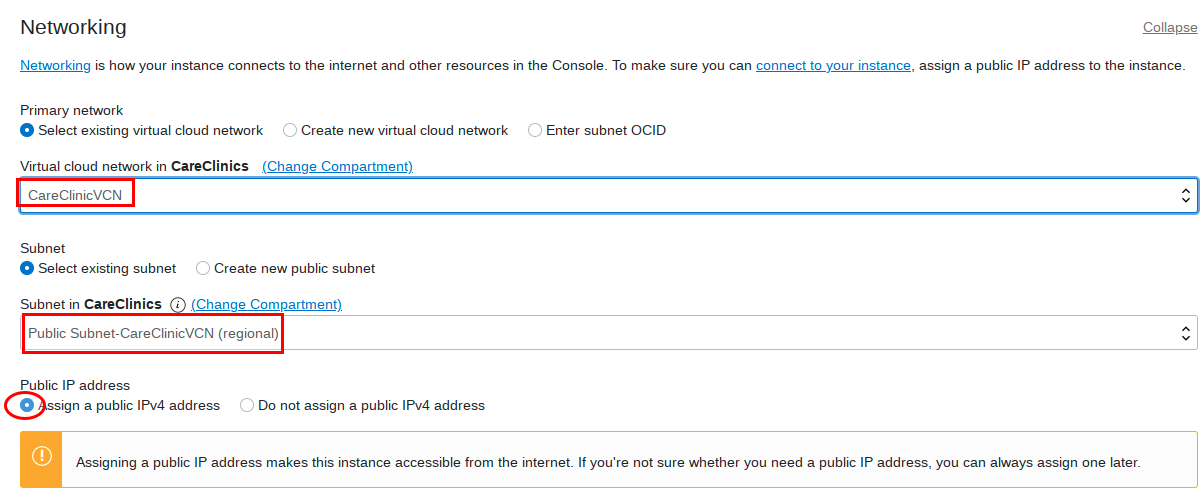 Networking
Collapse
Networking is how your instance connects to the internet and other resources in the Console. To make sure you can connect to your instance, assign a public IP address to the instance.
Primary network
Select existing virtual cloud network Create new virtual cloud network Enter subnet OCID
Virtual cloud network in CareClinics (Change Compartment)
CareClinicVCN
Subnet
Select existing subnet Create new public subnet
Subnet in CareClinics i (Change Compartment)
Public Subnet-CareClinicVCN (regional)
Public IP address
Assign a public IPv4 address Do not assign a public IPv4 address
! Assigning a public IP address makes this instance accessible from the internet. If you're not sure whether you need a public IP address, you can always assign one later.